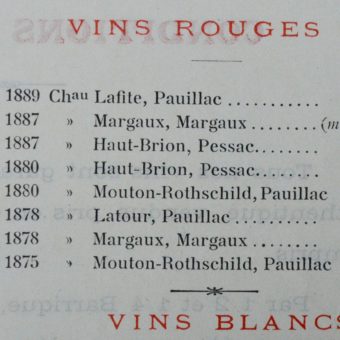 VINS ROUGES
1889 Chau Lafite, Pauillac ...........
1887 » Margaux, Margaux ........ (m
1887 » Haut-Brion, Pessac ........
1880 » Haut-Brion, Pessac ........
1880 » Mouton-Rothschild, Pauillac
1878 » Latour, Pauillac ...........
1878 » Margaux, Margaux ........
1875 » Mouton-Rothschild, Pauillac
VINS BLANCS